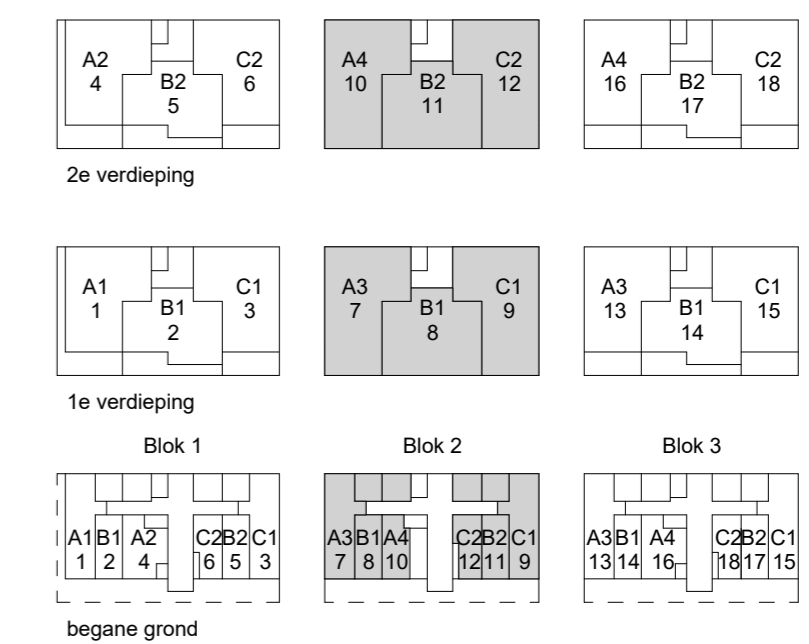 A2 B2 C2 A4 B2 C2 A4 B2 C2
4 5 6 10 11 12 16 17 18
2e verdieping
A1 B1 C1 A3 B1 C1 A3 B1 C1
1 2 3 7 8 9 13 14 15
1e verdieping
Blok 1 Blok 2 Blok 3
A1 B1 A2 C2 B2 C1 A3 B1 A4 C2 B2 C1 A3 B1 A4 C2 B2 C1
1 2 4 6 5 3 7 8 10 12 11 9 13 14 16 18 17 15
begane grond